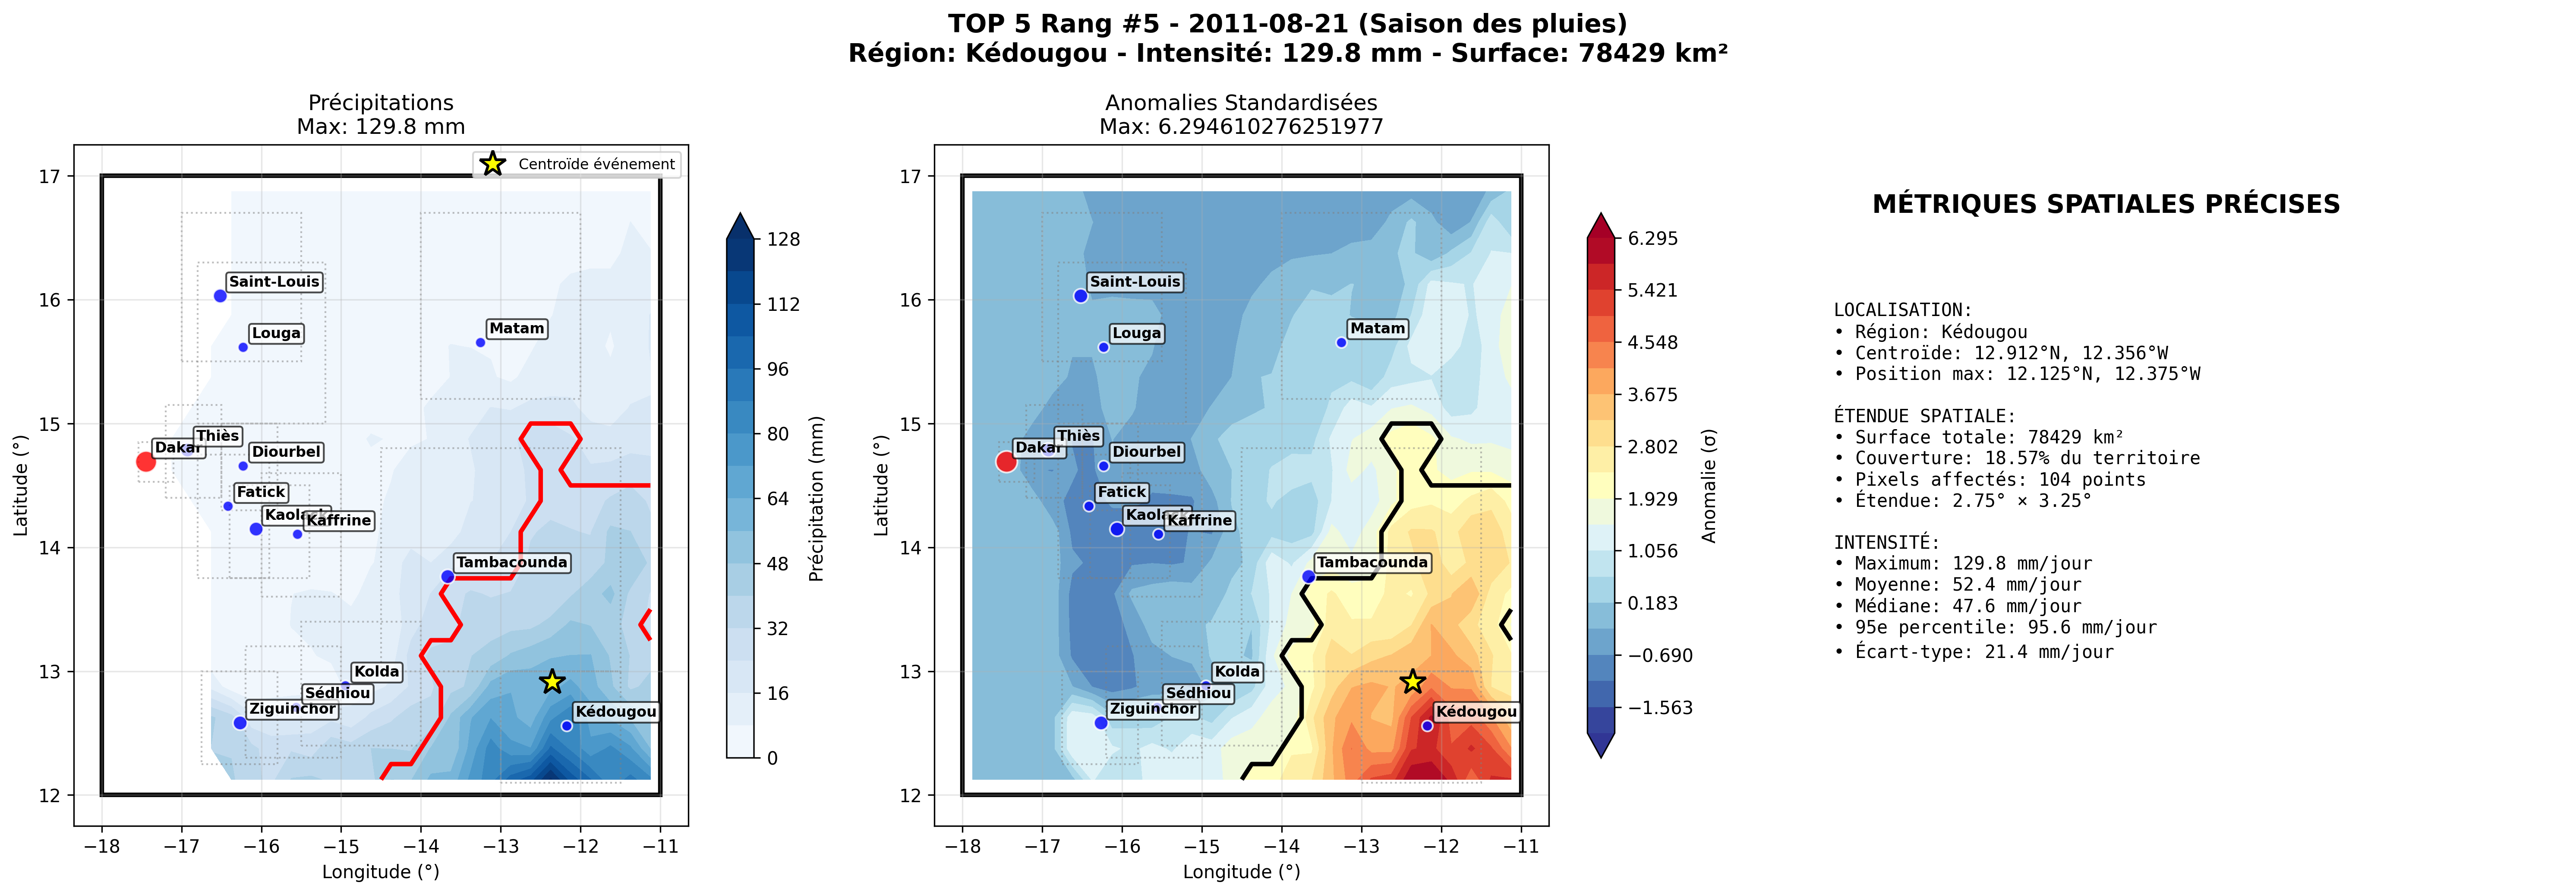 TOP 5 Rang #5 - 2011-08-21 (Saison des pluies)
Région: Kédougou - Intensité: 129.8 mm - Surface: 78429 km²
Précipitations
Max: 129.8 mm
Centroïde événement
17
16
15
14
13
12
Latitude (°)
Saint-Louis
Louga
Matam
Thiès
Dakar
Diourbel
Fatick
Kaolack
Kaffrine
Tambacounda
Kolda
Sédhiou
Ziguinchor
Kédougou
−18
−17
−16
−15
−14
−13
−12
−11
Longitude (°)
128
112
96
80
64
48
32
16
0
Précipitation (mm)
Anomalies Standardisées
Max: 6.294610276251977
17
16
15
14
13
12
Latitude (°)
Saint-Louis
Louga
Matam
Thiès
Dakar
Diourbel
Fatick
Kaolack
Kaffrine
Tambacounda
Kolda
Sédhiou
Ziguinchor
Kédougou
−18
−17
−16
−15
−14
−13
−12
−11
Longitude (°)
6.295
5.421
4.548
3.675
2.802
1.929
1.056
0.183
−0.690
−1.563
Anomalie (σ)
MÉTRIQUES SPATIALES PRÉCISES
LOCALISATION:
• Région: Kédougou
• Centroïde: 12.912°N, 12.356°W
• Position max: 12.125°N, 12.375°W
ÉTENDUE SPATIALE:
• Surface totale: 78429 km²
• Couverture: 18.57% du territoire
• Pixels affectés: 104 points
• Étendue: 2.75° × 3.25°
INTENSITÉ:
• Maximum: 129.8 mm/jour
• Moyenne: 52.4 mm/jour
• Médiane: 47.6 mm/jour
• 95e percentile: 95.6 mm/jour
• Écart-type: 21.4 mm/jour